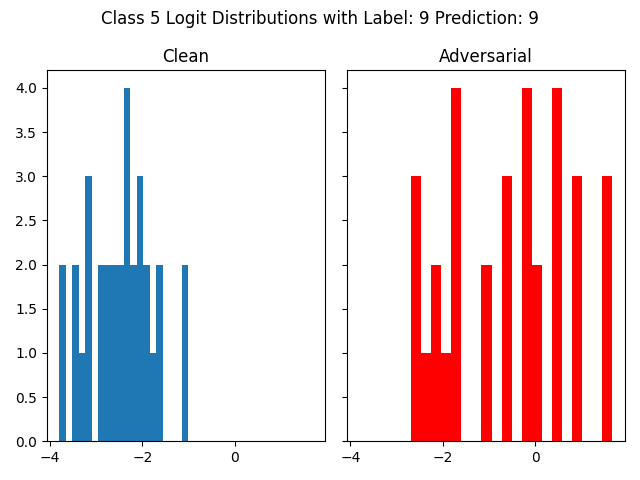 Class 5 Logit Distributions with Label: 9 Prediction: 9
Clean
Adversarial
4.0
3.5
3.0
2.5
2.0
1.5
1.0
0.5
0.0
−4 −2 0
−4 −2 0